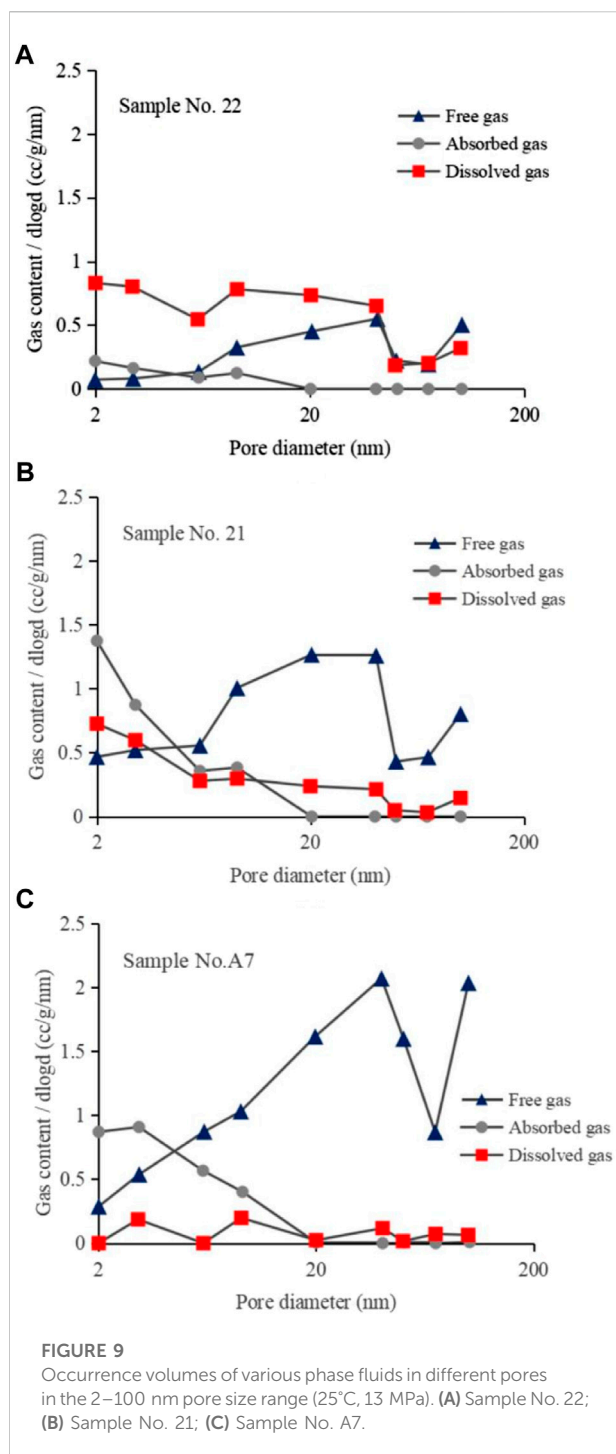 A
2.5
2
1.5
1
0.5
0
Gas content / dlogd (cc/g/nm)
Sample No. 22
Free gas
Absorbed gas
Dissolved gas
2
20
200
Pore diameter (nm)
B
2.5
2
1.5
1
0.5
0
Gas content / dlogd (cc/g/nm)
Sample No. 21
Free gas
Absorbed gas
Dissolved gas
2
20
200
Pore diameter (nm)
C
2.5
2
1.5
1
0.5
0
Gas content / dlogd (cc/g/nm)
Sample No.A7
Free gas
Absorbed gas
Dissolved gas
2
20
200
Pore diameter (nm)
FIGURE 9
Occurrence volumes of various phase fluids in different pores
in the 2–100 nm pore size range (25°C, 13 MPa). (A) Sample No. 22;
(B) Sample No. 21; (C) Sample No. A7.